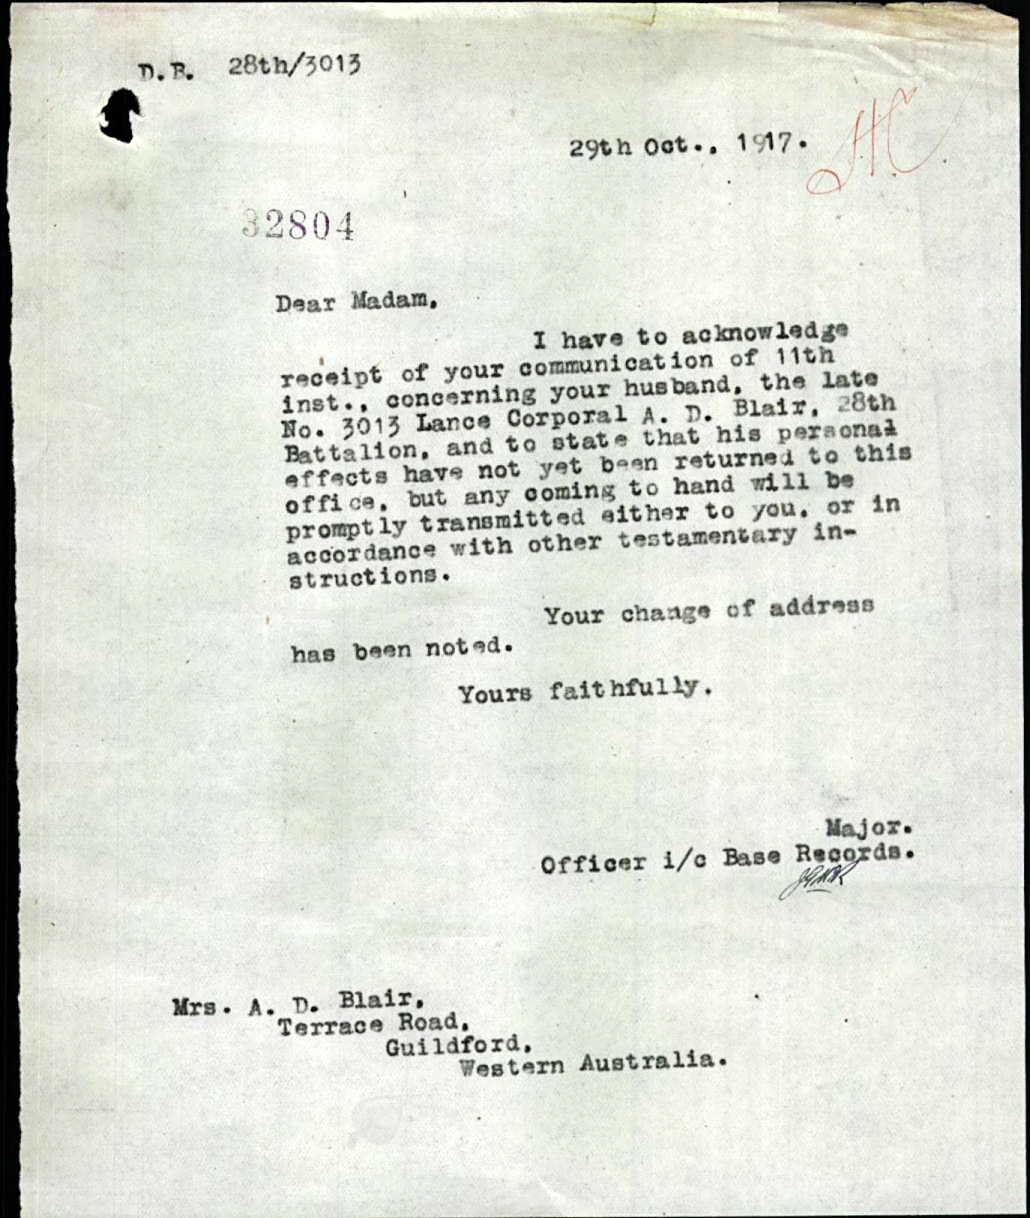 D.R. 28th/3013
29th Oct., 1917.
32804
Dear Madam,
I have to acknowledge
receipt of your communication of 11th
inst., concerning your husband, the late
No. 3013 Lance Corporal A. D. Blair, 28th
Battalion, and to state that his personal
effects have not yet been returned to this
office, but any coming to hand will be
promptly transmitted either to you, or in
accordance with other testamentary in-
structions.
Your change of address
has been noted.
Yours faithfully,
Major.
Officer i/c Base Records.
Mrs. A. D. Blair,
Terrace Road,
Guildford,
Western Australia.